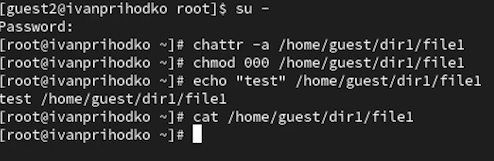 [guest2@ivanprihodko root]$ su -
Password:
[root@ivanprihodko ~]# chattr -a /home/guest/dir1/file1
[root@ivanprihodko ~]# chmod 000 /home/guest/dir1/file1
[root@ivanprihodko ~]# echo "test" /home/guest/dir1/file1
test /home/guest/dir1/file1
[root@ivanprihodko ~]# cat /home/guest/dir1/file1
[root@ivanprihodko ~]#